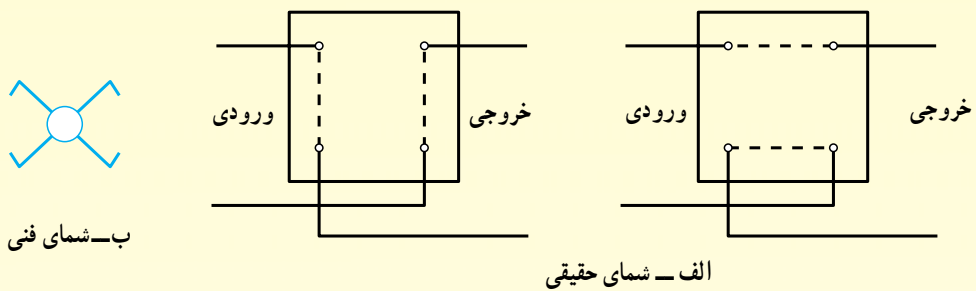 خروجی
ورودی
خروجی
ورودی
الف ــ شمای حقیقی
ب ــ شمای فنی